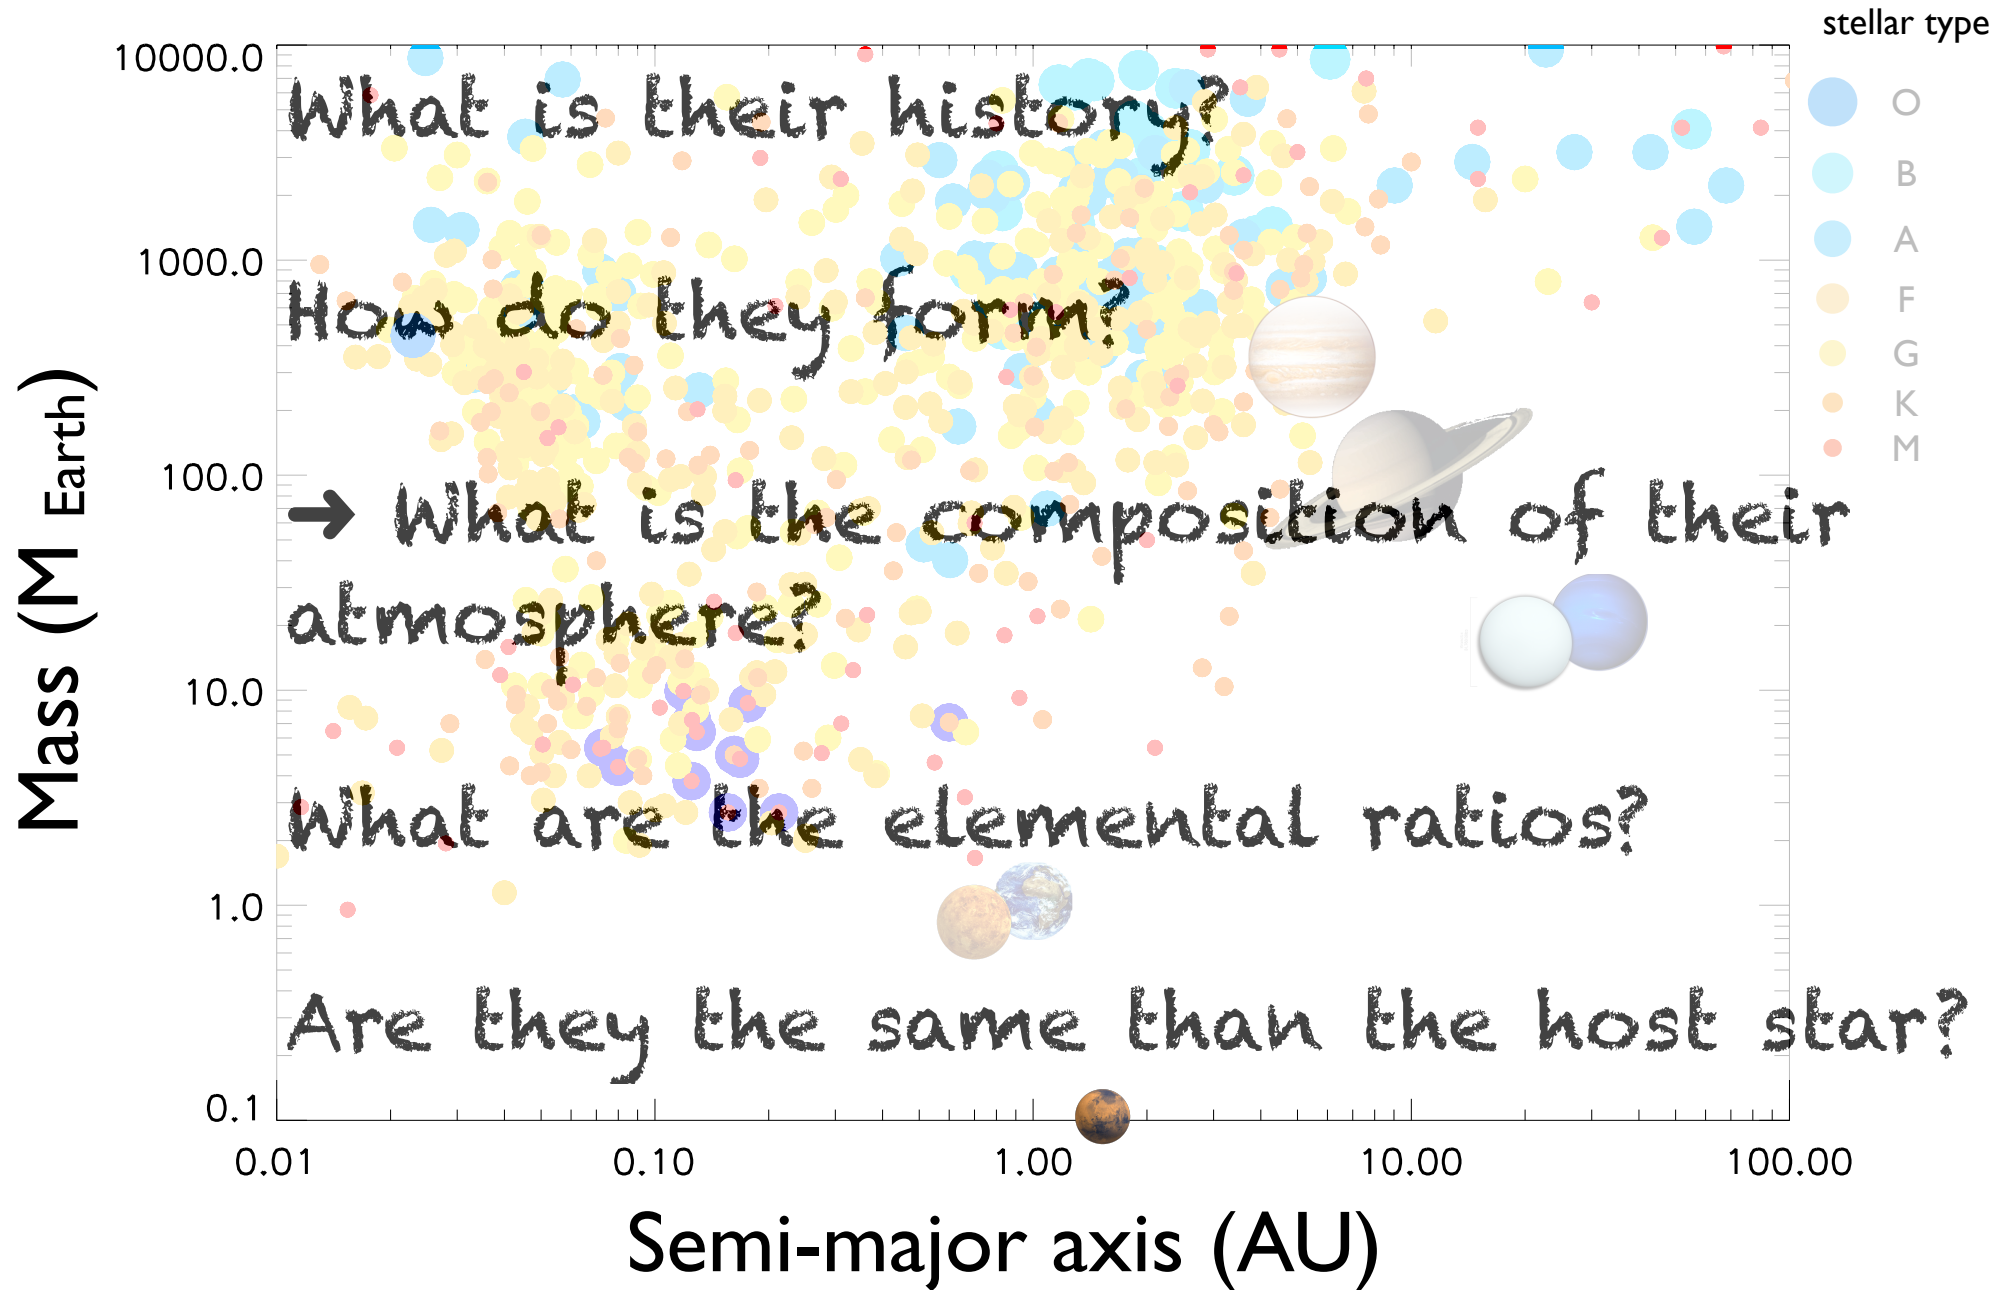 stellar type
10000.0
What is their history?
O
B
A
1000.0
How do they form?
F
G
K
M
100.0
→ What is the composition of their
atmosphere?
10.0
What are the elemental ratios?
1.0
Are they the same than the host star?
0.1
0.01 0.10 1.00 10.00 100.00
Semi-major axis (AU)
Mass (M Earth)